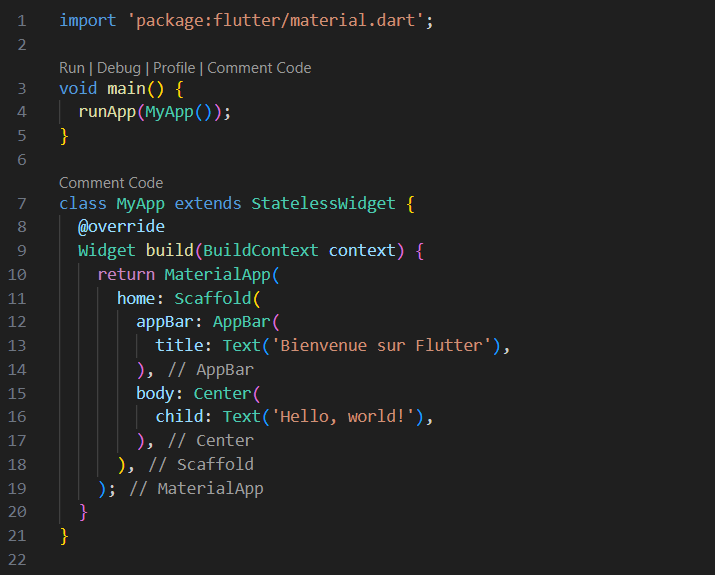 1 import 'package:flutter/material.dart';
2
Run | Debug | Profile | Comment Code
3 void main() {
4   runApp(MyApp());
5 }
6
Comment Code
7 class MyApp extends StatelessWidget {
8   @override
9   Widget build(BuildContext context) {
10     return MaterialApp(
11       home: Scaffold(
12         appBar: AppBar(
13           title: Text('Bienvenue sur Flutter'),
14         ), // AppBar
15         body: Center(
16           child: Text('Hello, world!'),
17         ), // Center
18       ), // Scaffold
19     ); // MaterialApp
20   }
21 }
22